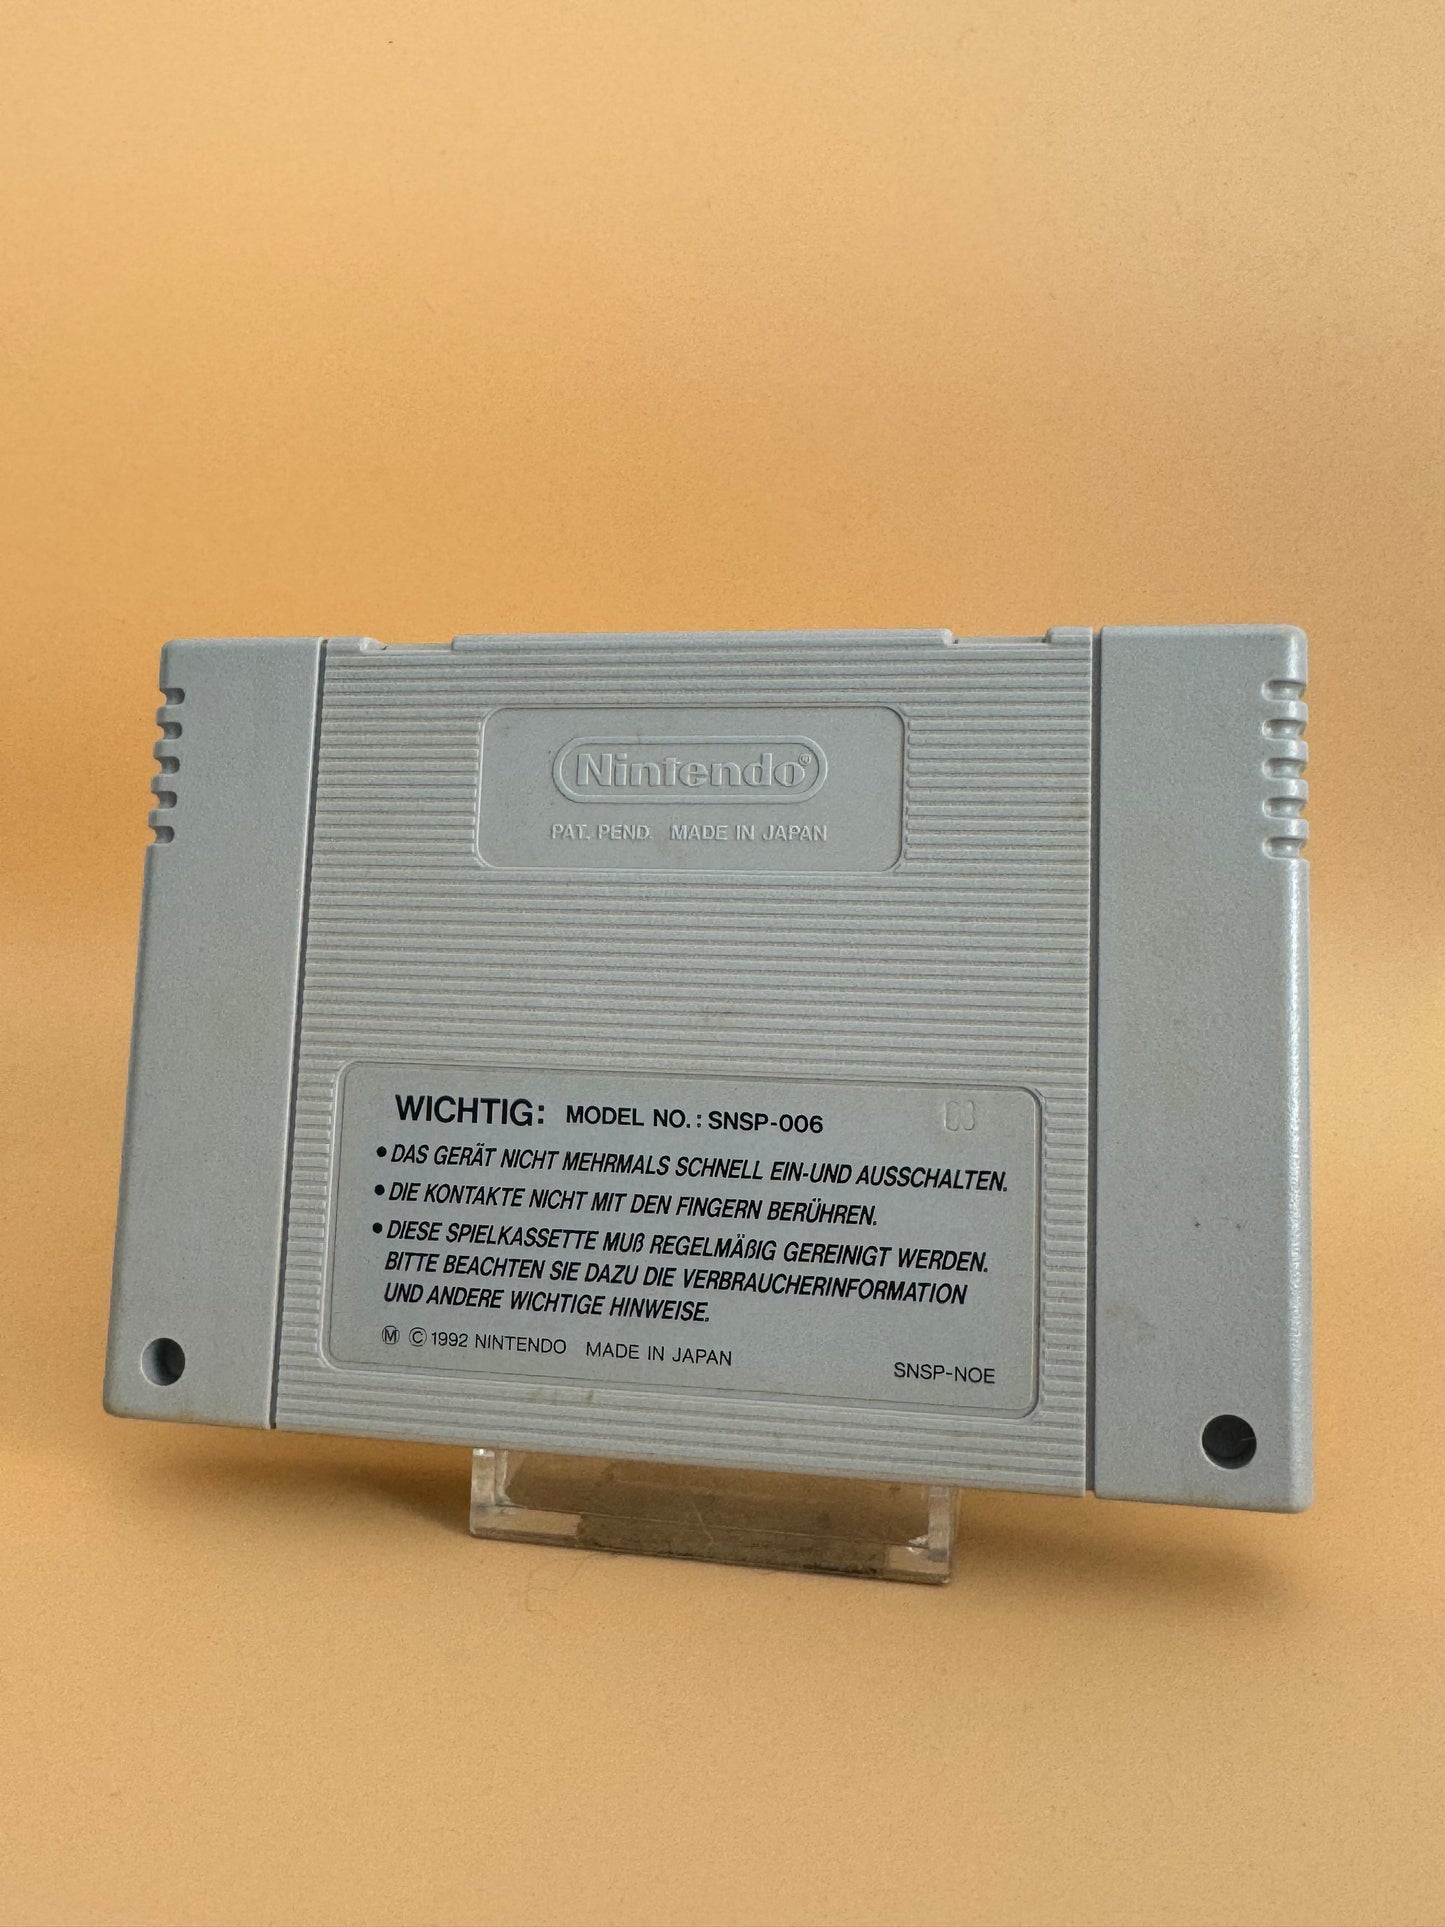 Nintendo®
PAT. PEND. MADE IN JAPAN
WICHTIG: MODEL NO.: SNSP-006
• DAS GERÄT NICHT MEHRMALS SCHNELL EIN-UND AUSSCHALTEN.
• DIE KONTAKTE NICHT MIT DEN FINGERN BERÜHREN.
• DIESE SPIELKASSETTE MUß REGELMÄßIG GEREINIGT WERDEN.
BITTE BEACHTEN SIE DAZU DIE VERBRAUCHERINFORMATION
UND ANDERE WICHTIGE HINWEISE.
Ⓜ © 1992 NINTENDO MADE IN JAPAN SNSP-NOE